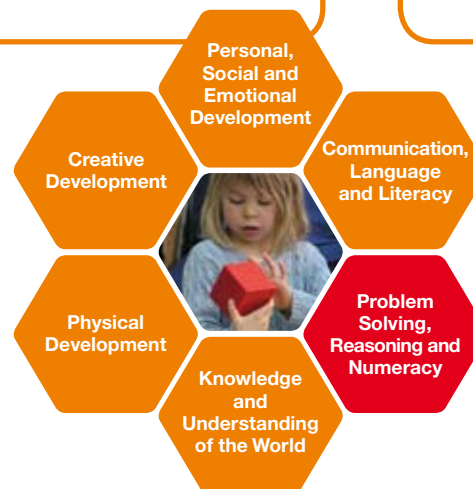 Personal,
Social and
Emotional
Development
Communication,
Language
and Literacy
Problem
Solving,
Reasoning and
Numeracy
Knowledge
and
Understanding
of the World
Physical
Development
Creative
Development